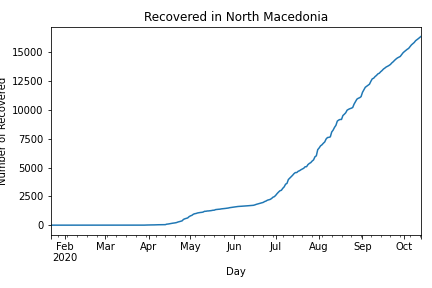 Recovered in North Macedonia
Number of Recovered
15000
12500
10000
7500
5000
2500
0
Feb Mar Apr May Jun Jul Aug Sep Oct
2020
Day